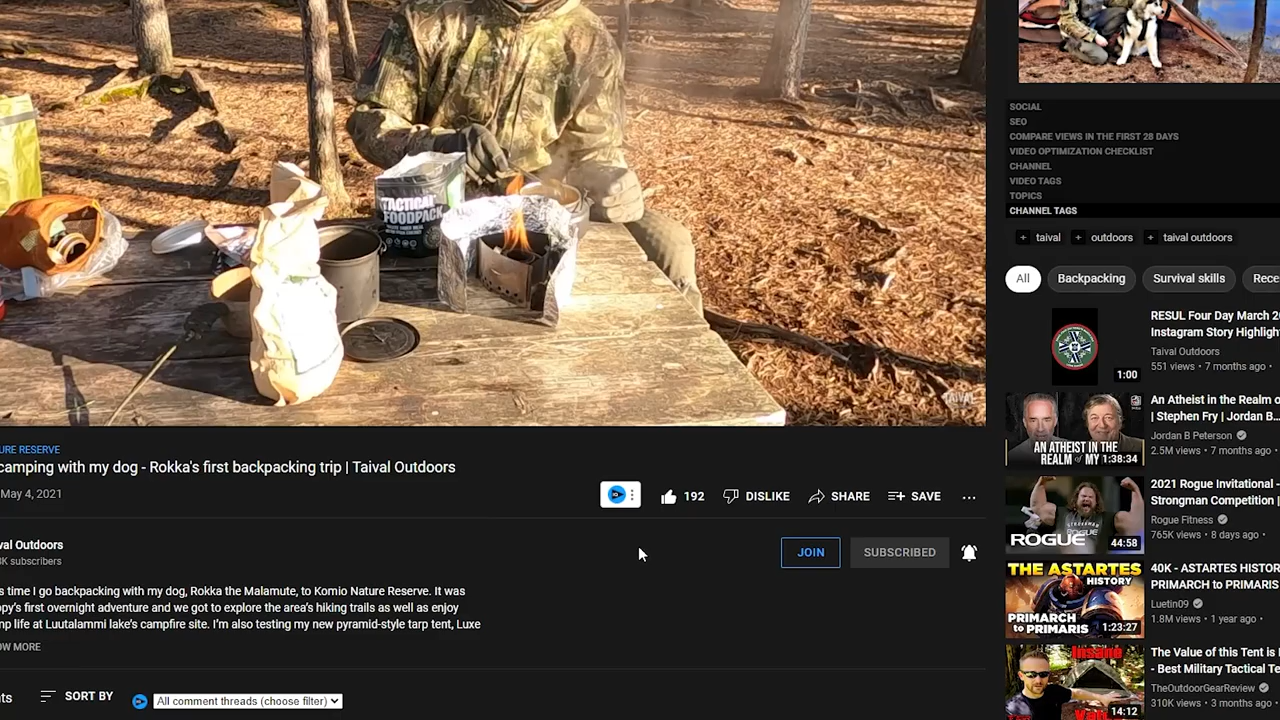 TACTICAL
FOODPACK
TAIVAL
URE RESERVE
camping with my dog - Rokka's first backpacking trip | Taival Outdoors
May 4, 2021
192
DISLIKE
SHARE
SAVE
val Outdoors
K subscribers
JOIN
SUBSCRIBED
s time I go backpacking with my dog, Rokka the Malamute, to Komio Nature Reserve. It was
ppy's first overnight adventure and we got to explore the area's hiking trails as well as enjoy
mp life at Luutalammi lake's campfire site. I'm also testing my new pyramid-style tarp tent, Luxe
OW MORE
nts
SORT BY
All comment threads (choose filter)
SOCIAL
SEO
COMPARE VIEWS IN THE FIRST 28 DAYS
VIDEO OPTIMIZATION CHECKLIST
CHANNEL
VIDEO TAGS
TOPICS
CHANNEL TAGS
+ taival + outdoors + taival outdoors
All Backpacking Survival skills Rece
1:00
RESUL Four Day March 20
Instagram Story Highligh
Taival Outdoors
551 views • 7 months ago •
AN ATHEIST IN THE
REALM OF MY
1:38:34
An Atheist in the Realm o
| Stephen Fry | Jordan B...
Jordan B Peterson
2.5M views • 7 months ago •
ROGUE
44:58
2021 Rogue Invitational -
Strongman Competition |
Rogue Fitness
765K views • 8 days ago •
THE ASTARTES
HISTORY
PRIMARCH
to PRIMARIS
1:23:27
40K - ASTARTES HISTOR
PRIMARCH to PRIMARIS
Luetin09
1.8M views • 1 year ago •
Insane
14:12
The Value of this Tent is I
- Best Military Tactical Te
TheOutdoorGearReview
310K views • 3 months ago •